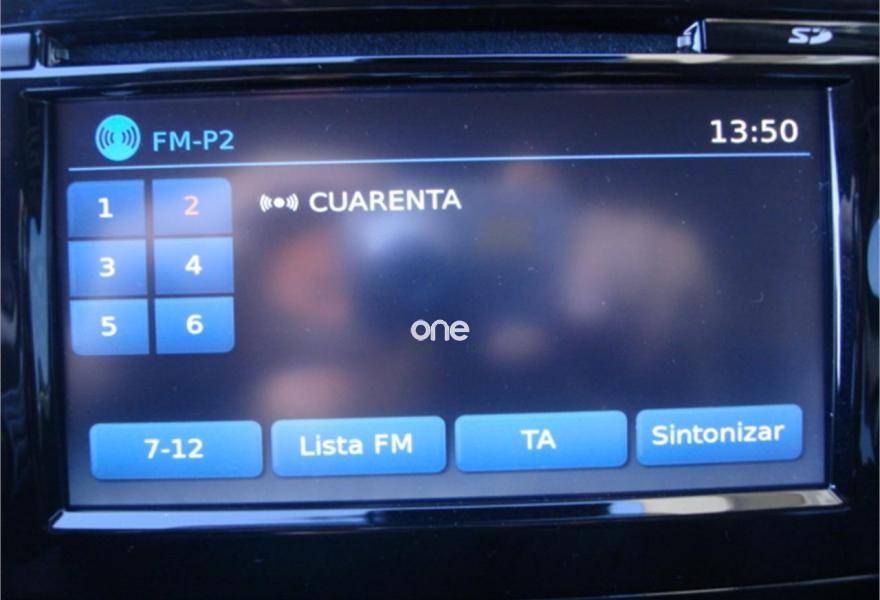 SD
FM-P2
13:50
1 2
CUARENTA
3 4
5 6
one
7-12 Lista FM TA Sintonizar